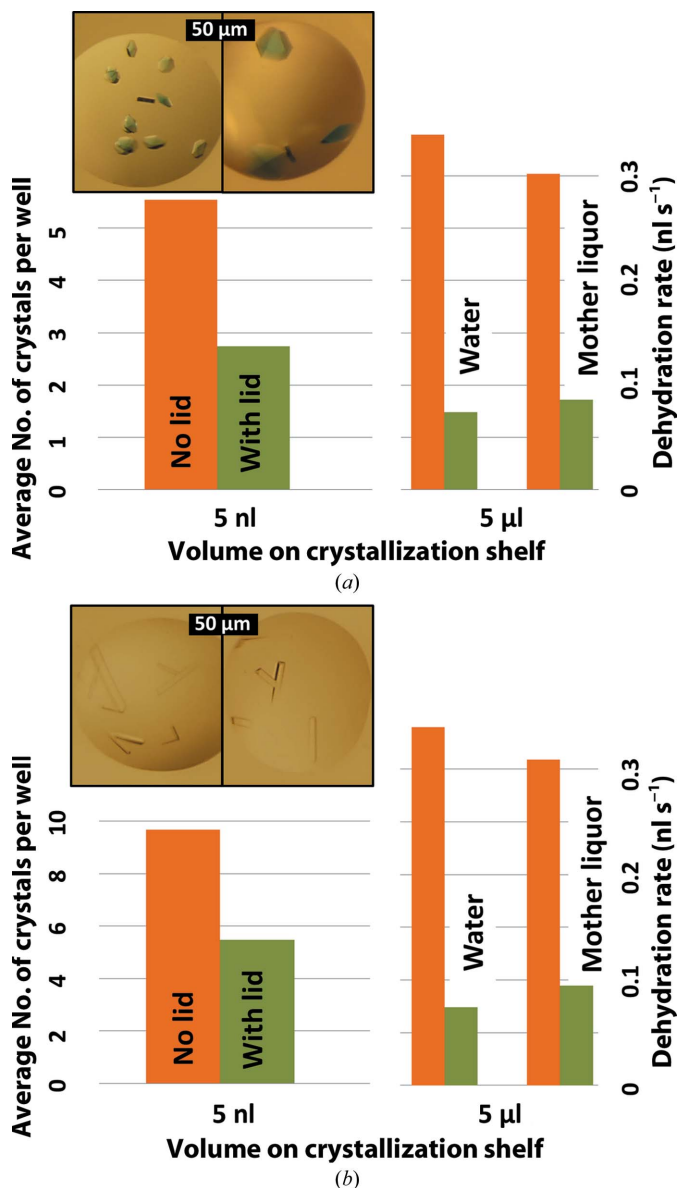 50 µm
Average No. of crystals per well
5
4
3
2
1
0
No lid
With lid
5 nl
Water
Mother liquor
5 µl
0.3
0.2
0.1
0
Dehydration rate (nl s⁻¹)
Volume on crystallization shelf
(a)
50 µm
Average No. of crystals per well
10
8
6
4
2
0
No lid
With lid
5 nl
Water
Mother liquor
5 µl
0.3
0.2
0.1
0
Dehydration rate (nl s⁻¹)
Volume on crystallization shelf
(b)